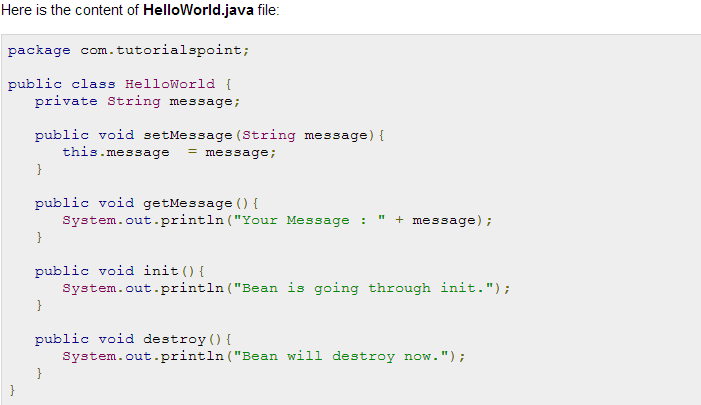 Here is the content of HelloWorld.java file:
package com.tutorialspoint;
public class HelloWorld {
   private String message;
   public void setMessage(String message){
      this.message  = message;
   }
   public void getMessage(){
      System.out.println("Your Message : " + message);
   }
   public void init(){
      System.out.println("Bean is going through init.");
   }
   public void destroy(){
      System.out.println("Bean will destroy now.");
   }
}